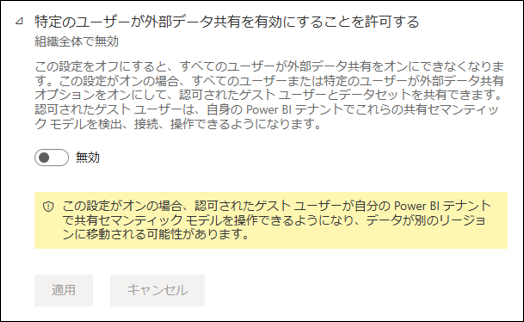 特定のユーザーが外部データ共有を有効にすることを許可する
組織全体で無効
この設定をオフにすると、すべてのユーザーが外部データ共有をオンにできなくなりま
す。この設定がオンの場合、すべてのユーザーまたは特定のユーザーが外部データ共有
オプションをオンにして、認可されたゲスト ユーザーとデータセットを共有できます。
認可されたゲスト ユーザーは、自身の Power BI テナントでこれらの共有セマンティッ
ク モデルを検出、接続、操作できるようになります。
無効
この設定がオンの場合、認可されたゲスト ユーザーが自分の Power BI テナント
で共有セマンティック モデルを操作できるようになり、データが別のリージョ
ンに移動される可能性があります。
適用
キャンセル